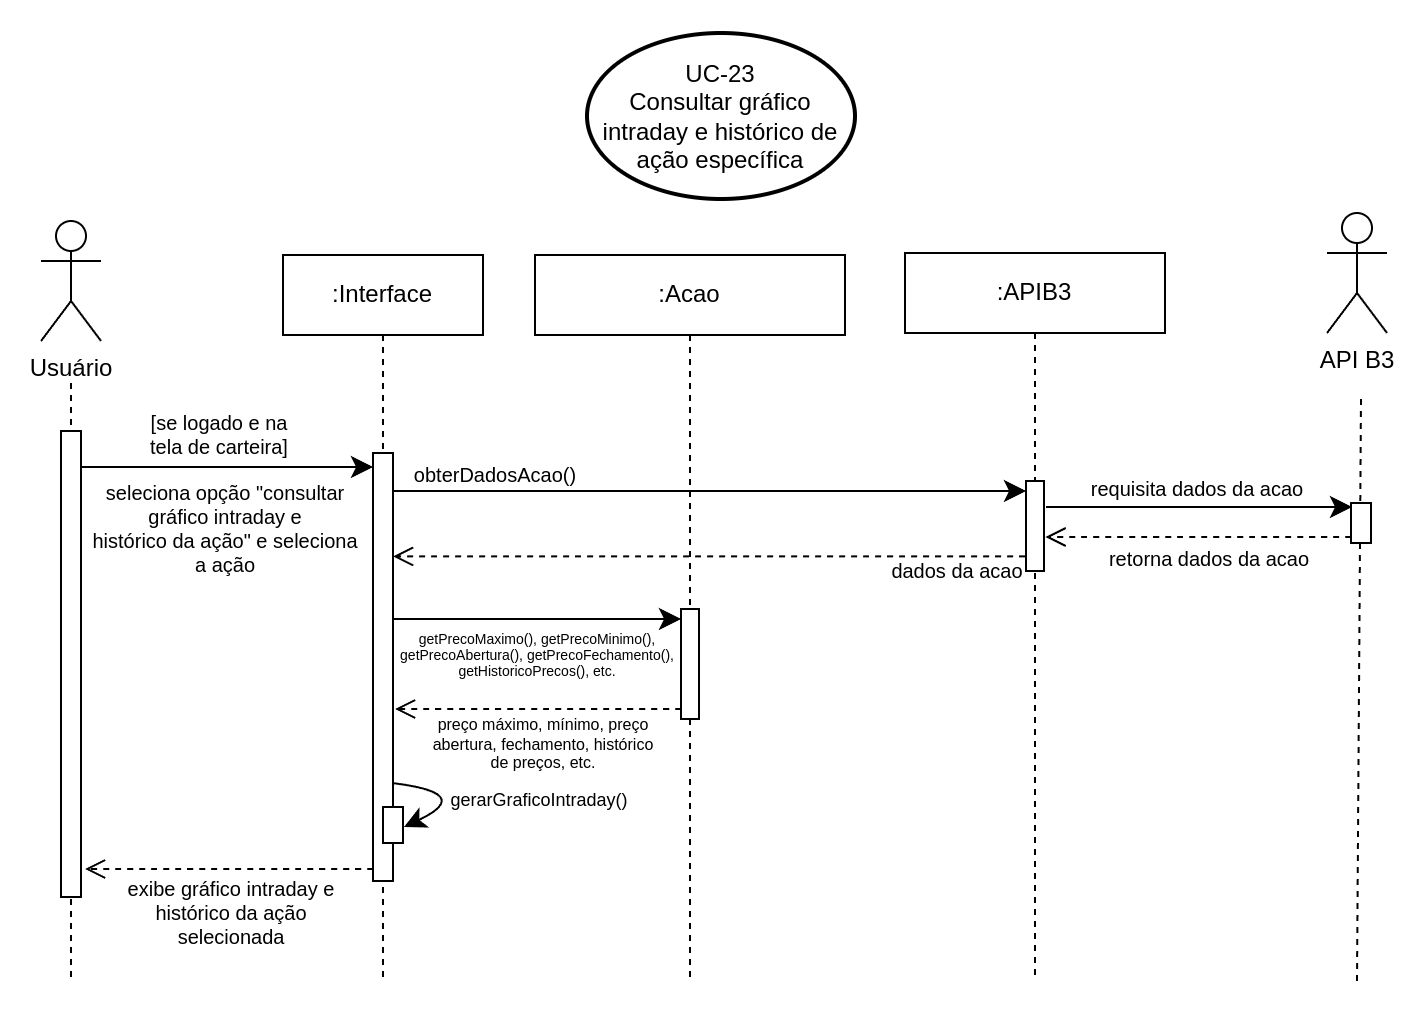 UC-23
Consultar gráfico
intraday e histórico de
ação específica
:Interface
:Acao
:APIB3
Usuário
API B3
[se logado e na
tela de carteira]
obterDadosAcao()
requisita dados da acao
seleciona opção "consultar
gráfico intraday e
histórico da ação" e seleciona
a ação
retorna dados da acao
dados da acao
getPrecoMaximo(), getPrecoMinimo(),
getPrecoAbertura(), getPrecoFechamento(),
getHistoricoPrecos(), etc.
preço máximo, mínimo, preço
abertura, fechamento, histórico
de preços, etc.
gerarGraficoIntraday()
exibe gráfico intraday e
histórico da ação
selecionada